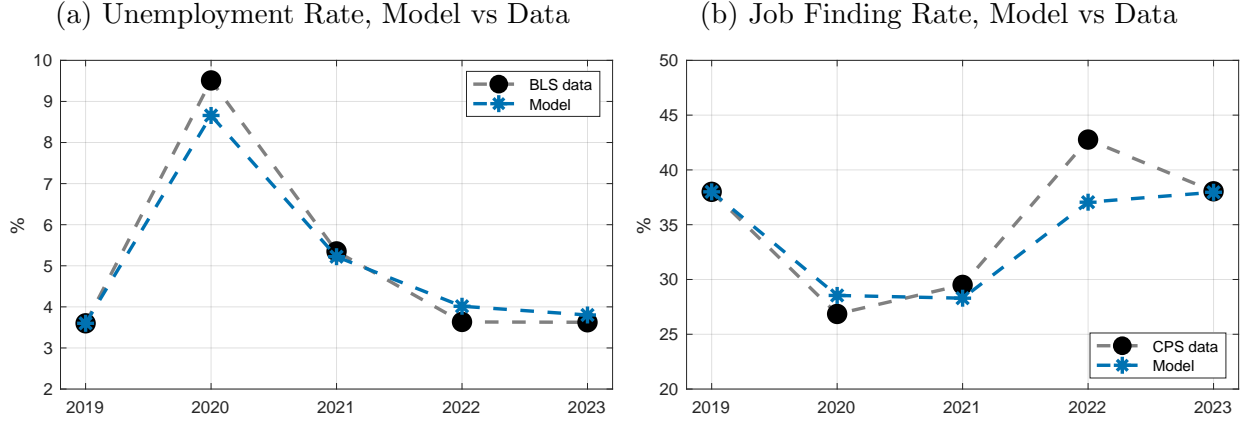 (a) Unemployment Rate, Model vs Data
10
9
8
7
6
5
4
3
2
%
BLS data
Model
2019 2020 2021 2022 2023
(b) Job Finding Rate, Model vs Data
50
45
40
35
30
25
20
%
CPS data
Model
2019 2020 2021 2022 2023